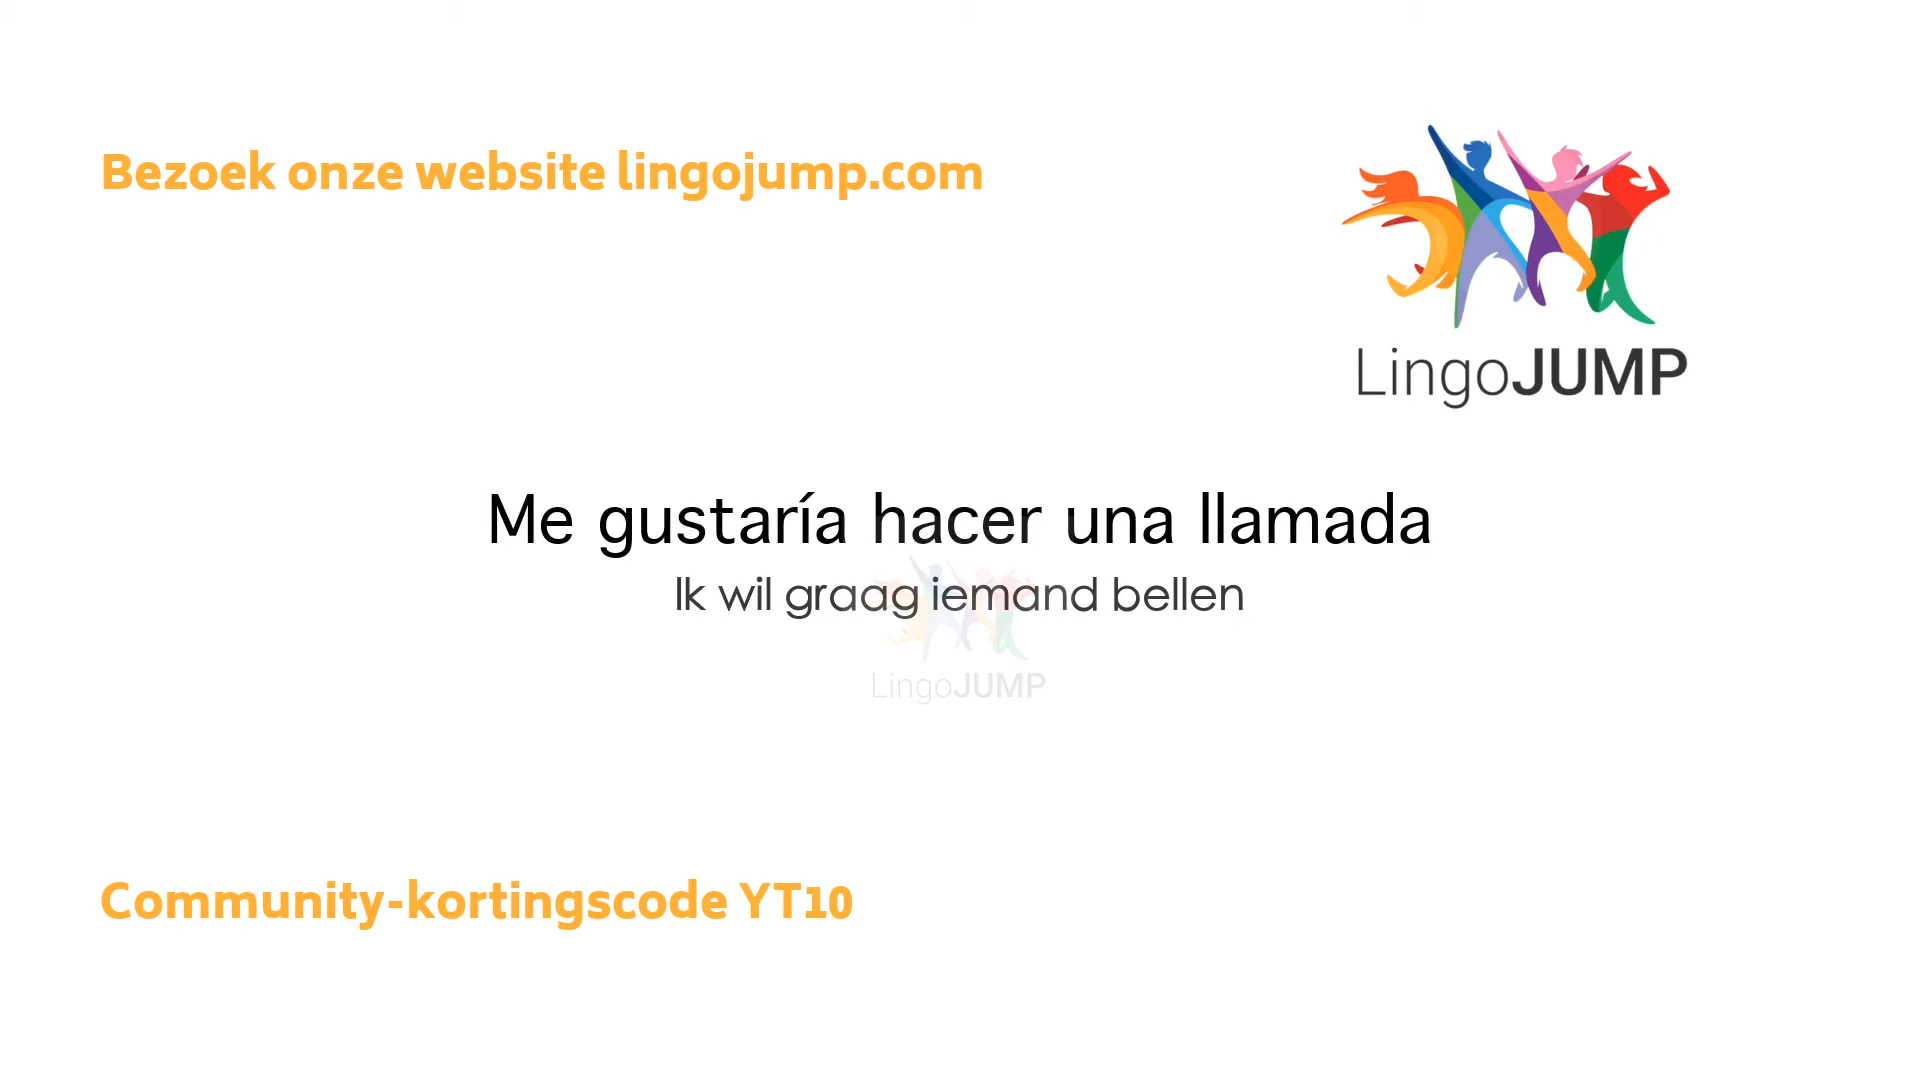 Bezoek onze website lingojump.com
LingoJUMP
Me gustaría hacer una llamada
Ik wil graag iemand bellen
LingoJUMP
Community-kortingscode YT10